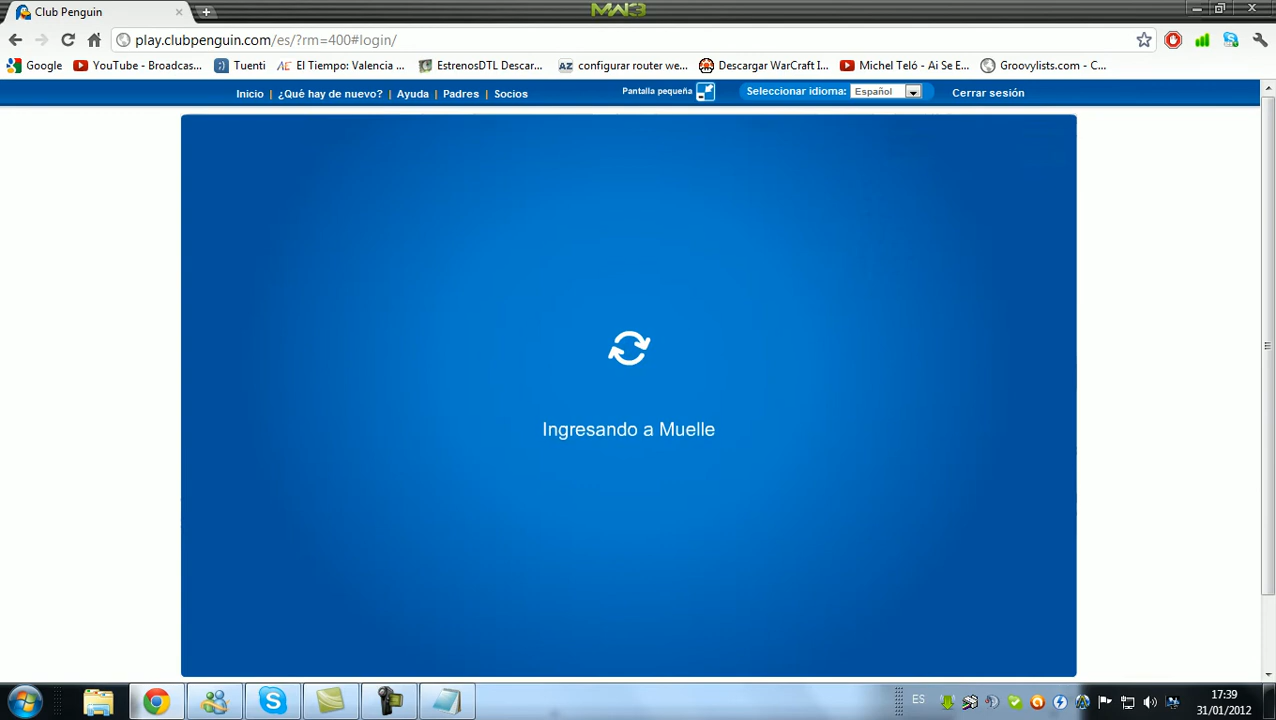 Club Penguin
MW3
play.clubpenguin.com/es/?rm=400#login/
Google YouTube - Broadcas... Tuenti El Tiempo: Valencia ... EstrenosDTL Descar... AZ configurar router we... Descargar WarCraft I... Michel Teló - Ai Se E... Groovylists.com - C...
Inicio | ¿Qué hay de nuevo? | Ayuda | Padres | Socios Pantalla pequeña Seleccionar idioma: Español Cerrar sesión
Ingresando a Muelle
ES 17:39
31/01/2012